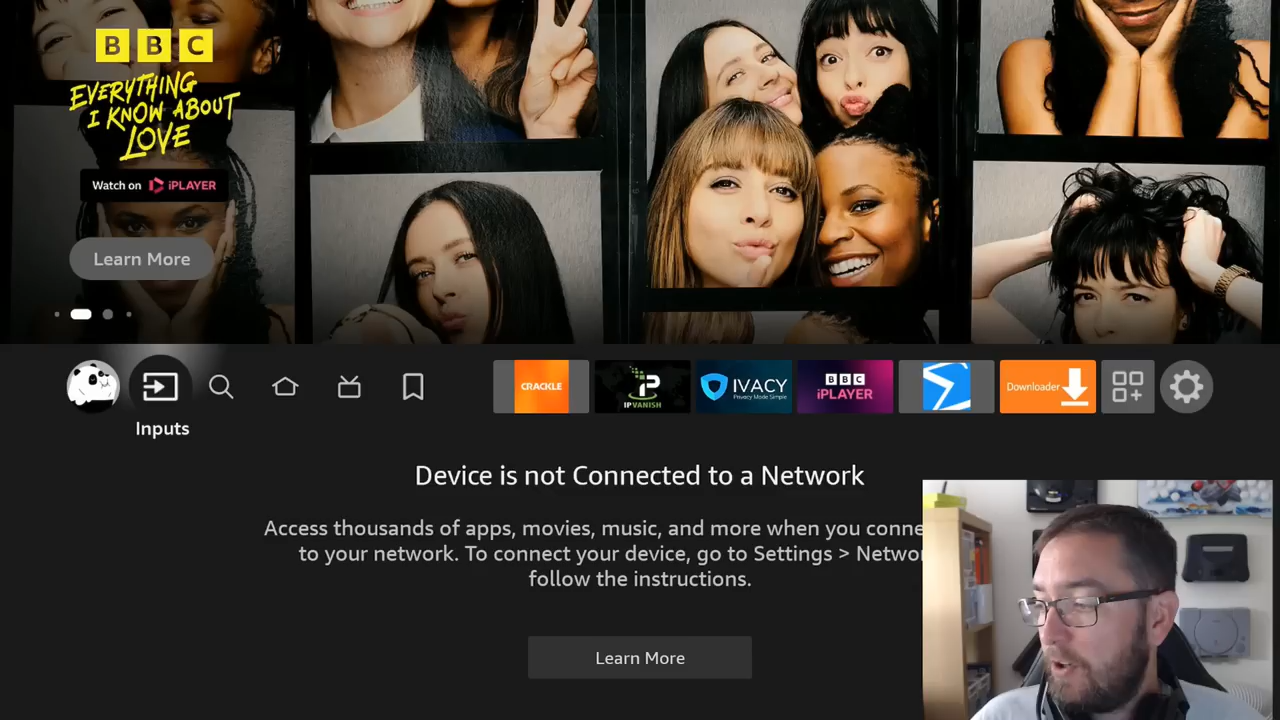 BBC
EVERYTHING
I KNOW ABOUT
LOVE
Watch on iPLAYER
Learn More
CRACKLE
IPVANISH
IVACY
Privacy Mode Simple
BBC
iPLAYER
Downloader
Inputs
Device is not Connected to a Network
Access thousands of apps, movies, music, and more when you conne
to your network. To connect your device, go to Settings > Networ
follow the instructions.
Learn More